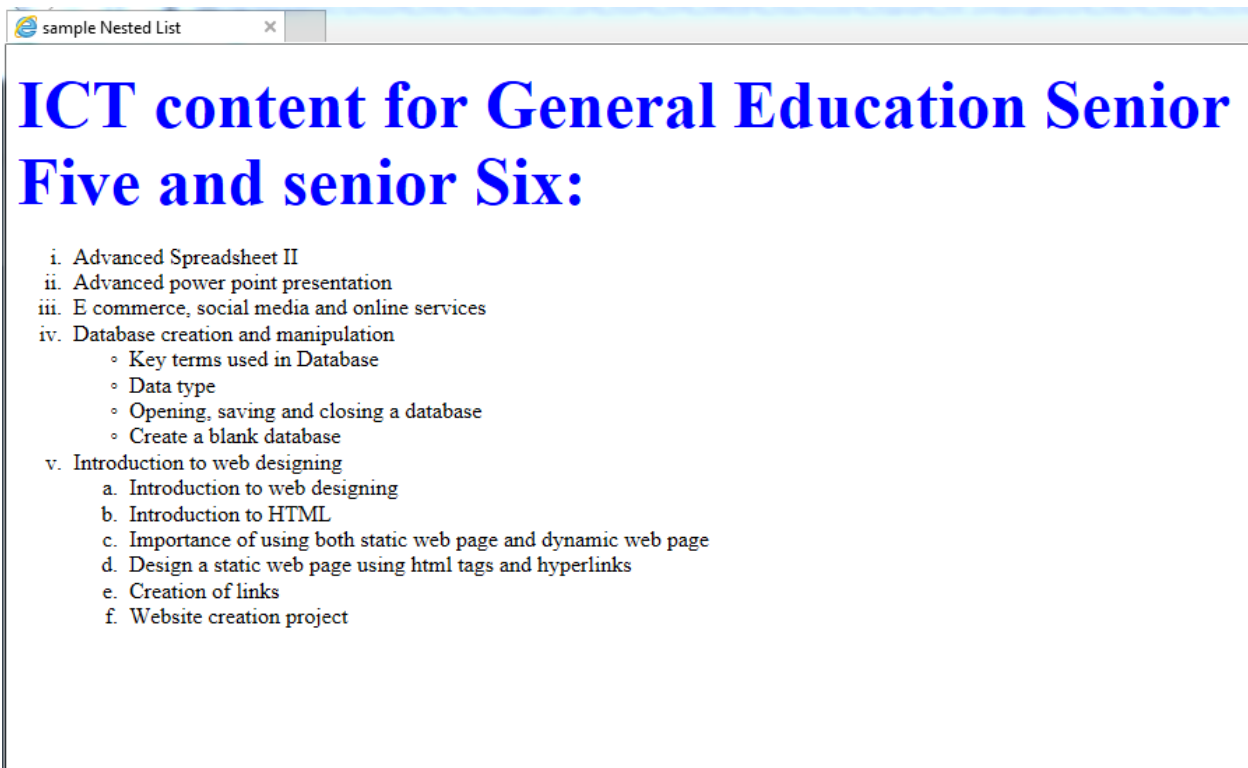 sample Nested List
ICT content for General Education Senior
Five and senior Six:
i. Advanced Spreadsheet II
ii. Advanced power point presentation
iii. E commerce, social media and online services
iv. Database creation and manipulation
◦ Key terms used in Database
◦ Data type
◦ Opening, saving and closing a database
◦ Create a blank database
v. Introduction to web designing
a. Introduction to web designing
b. Introduction to HTML
c. Importance of using both static web page and dynamic web page
d. Design a static web page using html tags and hyperlinks
e. Creation of links
f. Website creation project